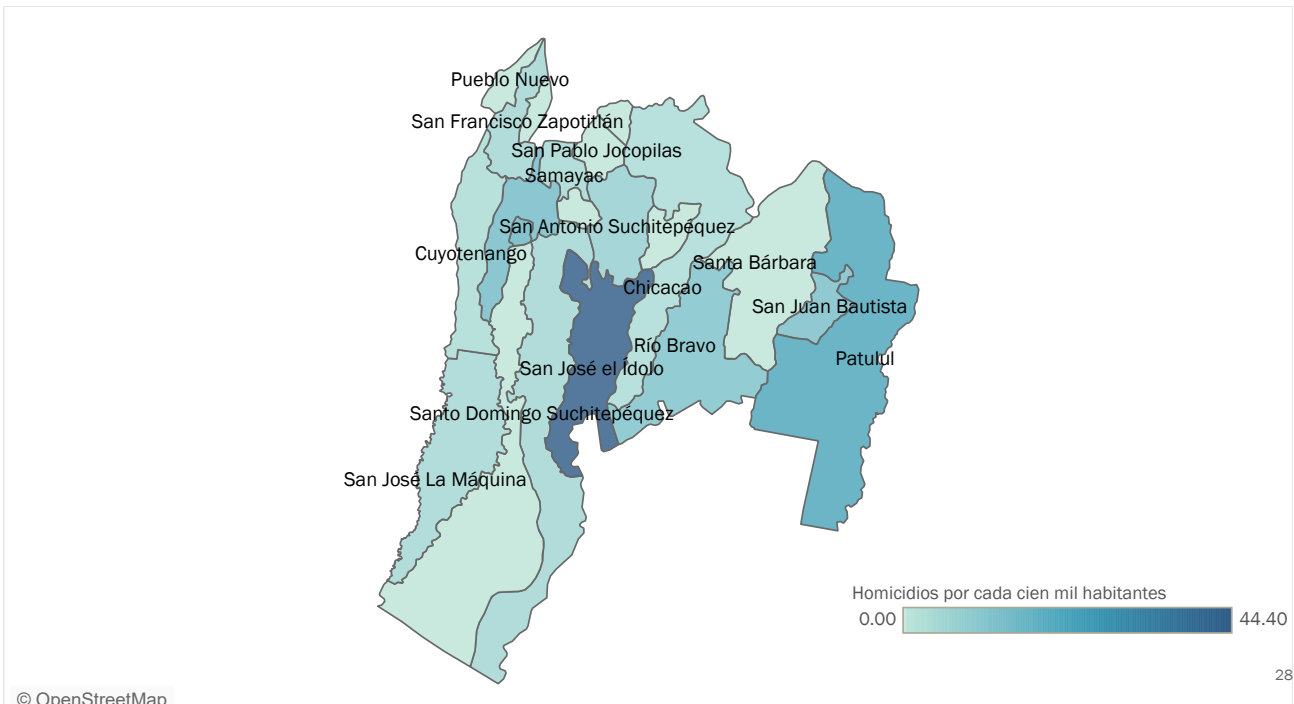 Pueblo Nuevo
San Francisco Zapotitlán
San Pablo Jocopilas
Samayac
San Antonio Suchitepéquez
Cuyotenango
Santa Bárbara
Chicacao
San Juan Bautista
Río Bravo
Patulul
San José el Ídolo
Santo Domingo Suchitepéquez
San José La Máquina
Homicidios por cada cien mil habitantes
0.00
44.40
28
© OpenStreetMap